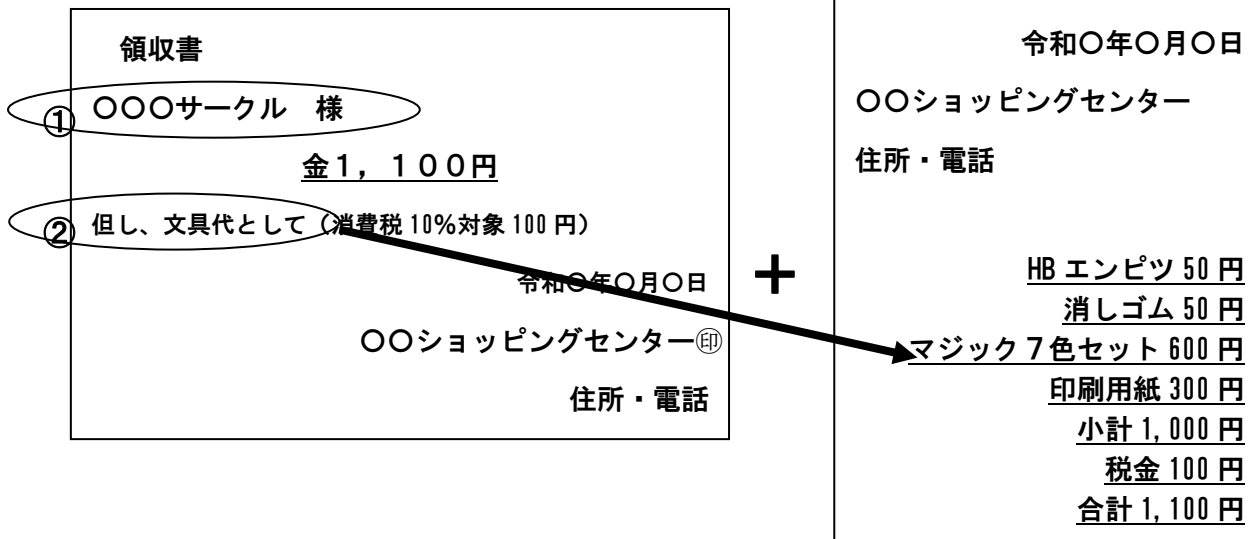 領収書
①
〇〇〇サークル　様
金１，１００円
②
但し、文具代として（消費税10%対象100円）
令和〇年〇月〇日
〇〇ショッピングセンター㊞
住所・電話
＋
令和〇年〇月〇日
〇〇ショッピングセンター
住所・電話
HBエンピツ50円
消しゴム50円
マジック７色セット600円
印刷用紙300円
小計1,000円
税金100円
合計1,100円